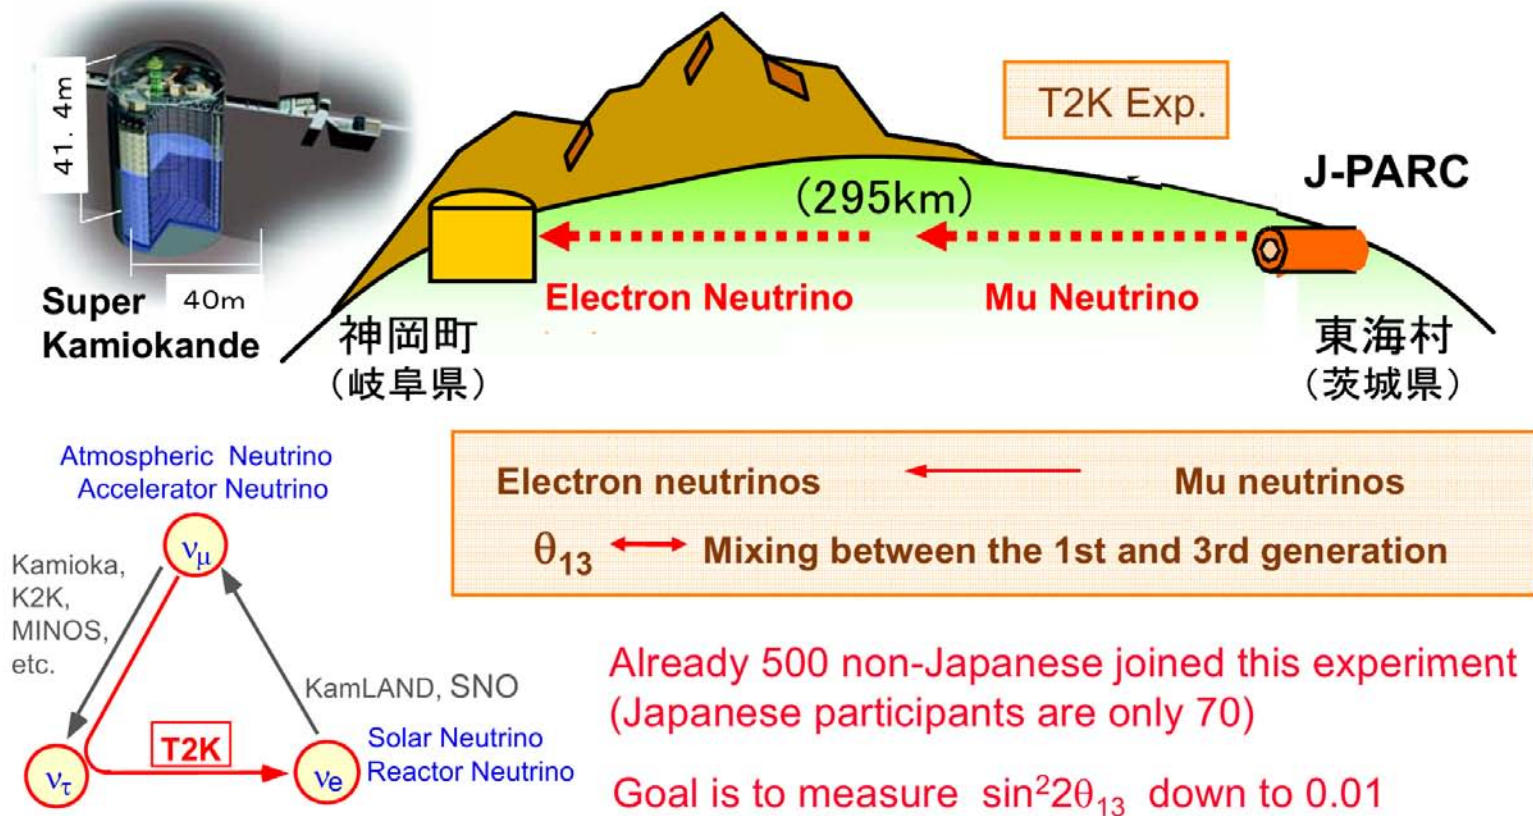 41. 4m
40m
Super
Kamiokande
T2K Exp.
J-PARC
(295km)
Electron Neutrino
Mu Neutrino
神岡町
(岐阜県)
東海村
(茨城県)
Atmospheric Neutrino
Accelerator Neutrino
νμ
Kamioka,
K2K,
MINOS,
etc.
KamLAND, SNO
T2K
ντ
νe
Solar Neutrino
Reactor Neutrino
Electron neutrinos
Mu neutrinos
θ₁₃ Mixing between the 1st and 3rd generation
Already 500 non-Japanese joined this experiment
(Japanese participants are only 70)
Goal is to measure sin²2θ₁₃ down to 0.01